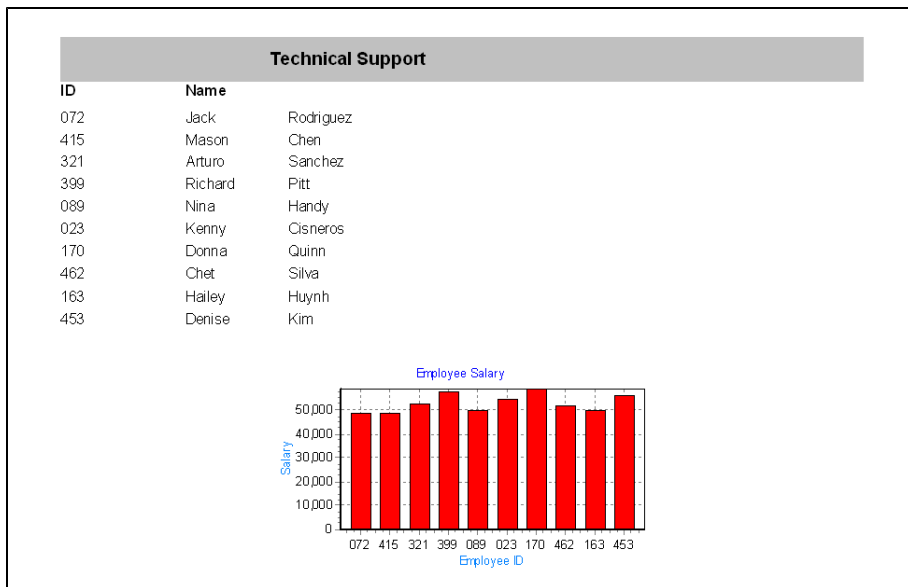 Technical Support
ID Name
072 Jack Rodriguez
415 Mason Chen
321 Arturo Sanchez
399 Richard Pitt
089 Nina Handy
023 Kenny Cisneros
170 Donna Quinn
462 Chet Silva
163 Hailey Huynh
453 Denise Kim
Employee Salary
Salary
50,000
40,000
30,000
20,000
10,000
0
072 415 321 399 089 023 170 462 163 453
Employee ID